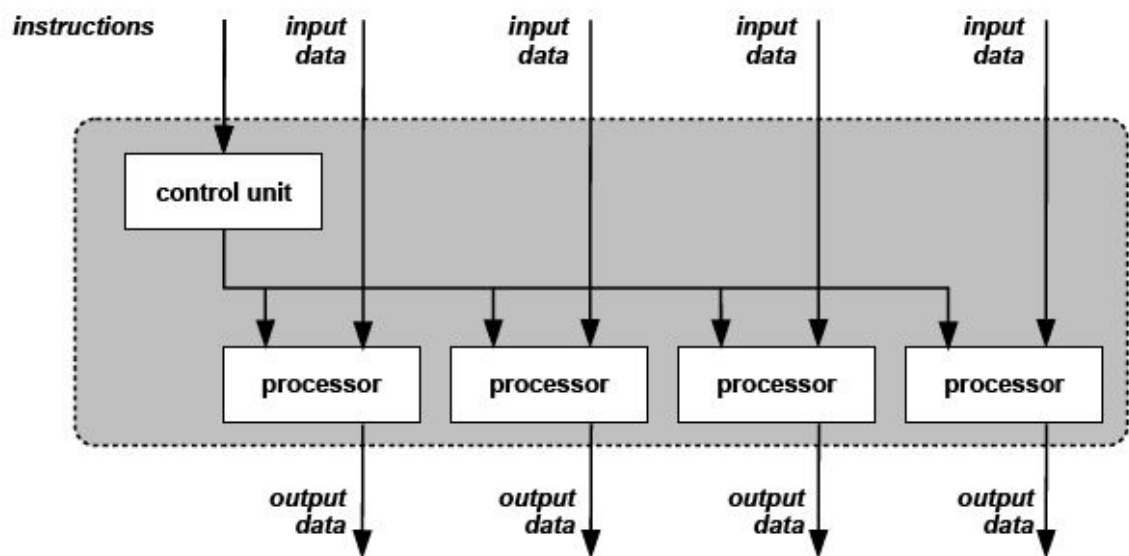 instructions
input
data
input
data
input
data
input
data
control unit
processor
processor
processor
processor
output
data
output
data
output
data
output
data